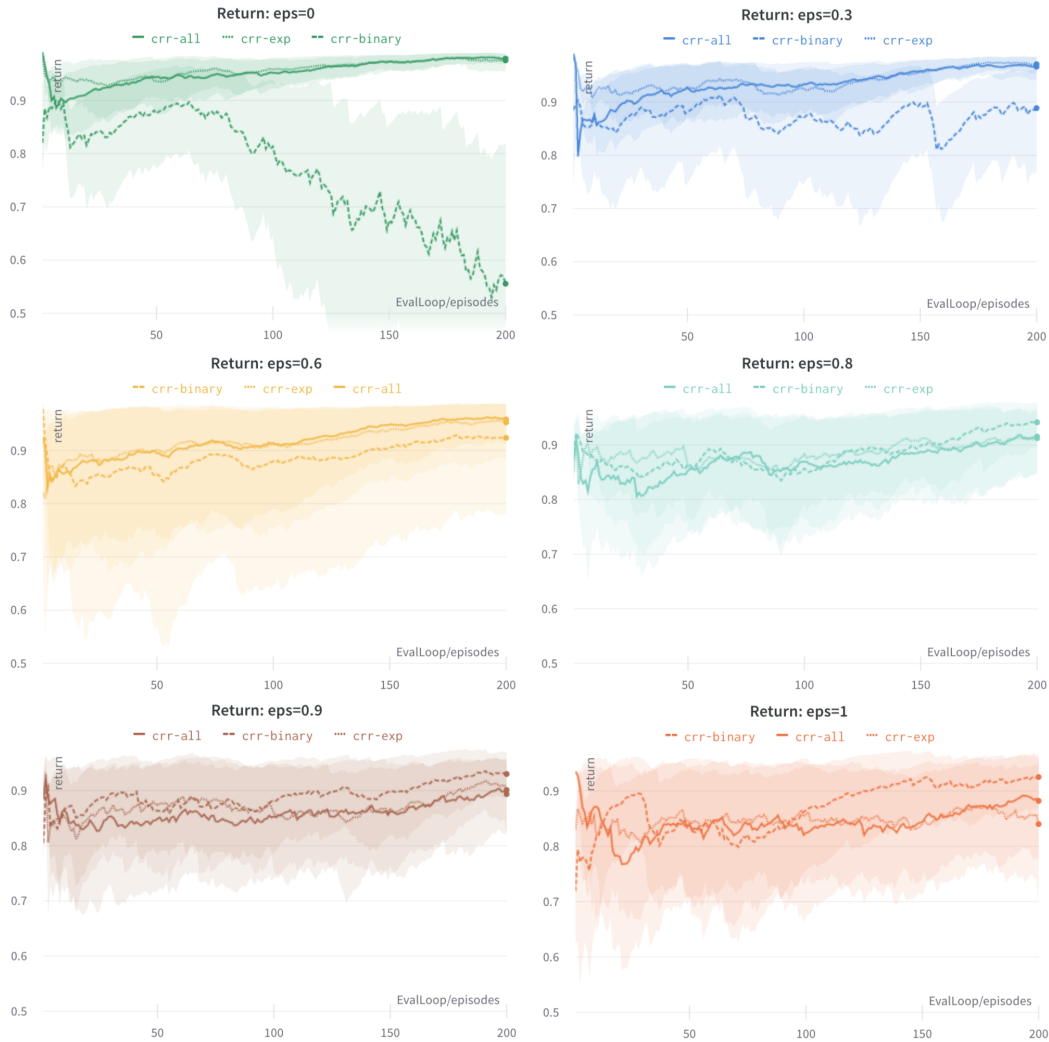 Return: eps=0
crr-all crr-exp crr-binary
return
0.9
0.8
0.7
0.6
0.5
EvalLoop/episodes
50 100 150 200
Return: eps=0.3
crr-all crr-binary crr-exp
return
0.9
0.8
0.7
0.6
0.5
EvalLoop/episodes
50 100 150 200
Return: eps=0.6
crr-binary crr-exp crr-all
return
0.9
0.8
0.7
0.6
0.5
EvalLoop/episodes
50 100 150 200
Return: eps=0.8
crr-all crr-binary crr-exp
return
0.9
0.8
0.7
0.6
0.5
EvalLoop/episodes
50 100 150 200
Return: eps=0.9
crr-all crr-binary crr-exp
return
0.9
0.8
0.7
0.6
0.5
EvalLoop/episodes
50 100 150 200
Return: eps=1
crr-binary crr-all crr-exp
return
0.9
0.8
0.7
0.6
0.5
EvalLoop/episodes
50 100 150 200